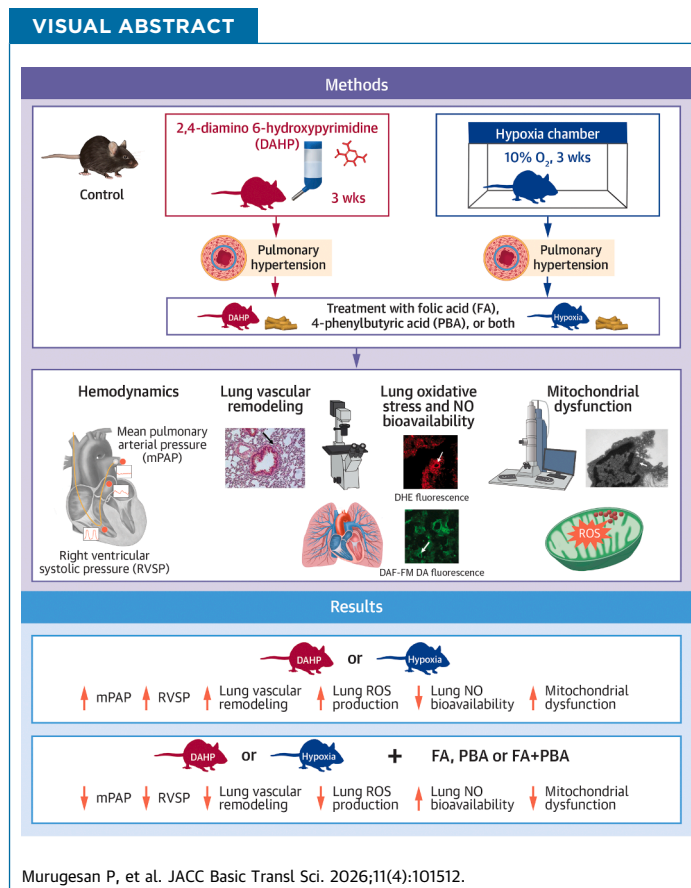 VISUAL ABSTRACT
Methods
Control
2,4-diamino 6-hydroxypyrimidine
(DAHP)
3 wks
Hypoxia chamber
10% O₂, 3 wks
Pulmonary
hypertension
Pulmonary
hypertension
DAHP
Treatment with folic acid (FA),
4-phenylbutyric acid (PBA), or both
Hypoxia
Hemodynamics
Mean pulmonary
arterial pressure
(mPAP)
Right ventricular
systolic pressure (RVSP)
Lung vascular
remodeling
Lung oxidative
stress and NO
bioavailability
DHE fluorescence
DAF-FM DA fluorescence
Mitochondrial
dysfunction
ROS
Results
DAHP or Hypoxia
mPAP
RVSP
Lung vascular
remodeling
Lung ROS
production
Lung NO
bioavailability
Mitochondrial
dysfunction
DAHP or Hypoxia + FA, PBA or FA+PBA
mPAP
RVSP
Lung vascular
remodeling
Lung ROS
production
Lung NO
bioavailability
Mitochondrial
dysfunction
Murugesan P, et al. JACC Basic Transl Sci. 2026;11(4):101512.